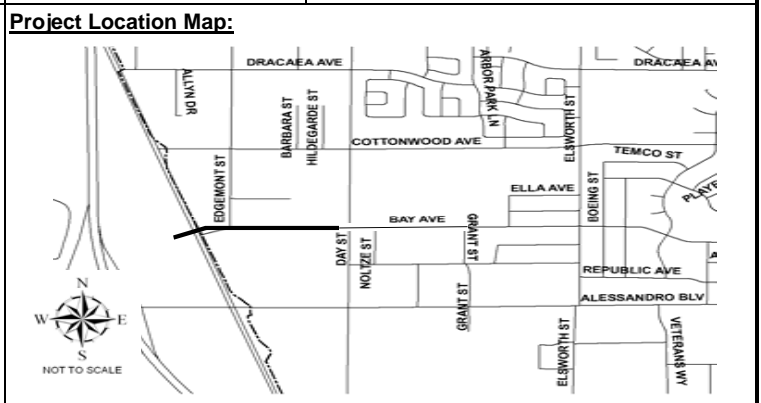 Project Location Map:
DRACAEA AVE
DRACAEA AV
ALLYN DR
BARBARA ST
HILDEGARDE ST
ARBOR PARK LN
ELSWORTH ST
COTTONWOOD AVE
TEMCO ST
EDGEMONT ST
ELLA AVE
BOEING ST
PLAYE
BAY AVE
GRANT ST
DAY ST
NOLTZE ST
REPUBLIC AVE
ALESSANDRO BLV
GRANT ST
ELSWORTH ST
VETERANS WY
N
W E
S
NOT TO SCALE